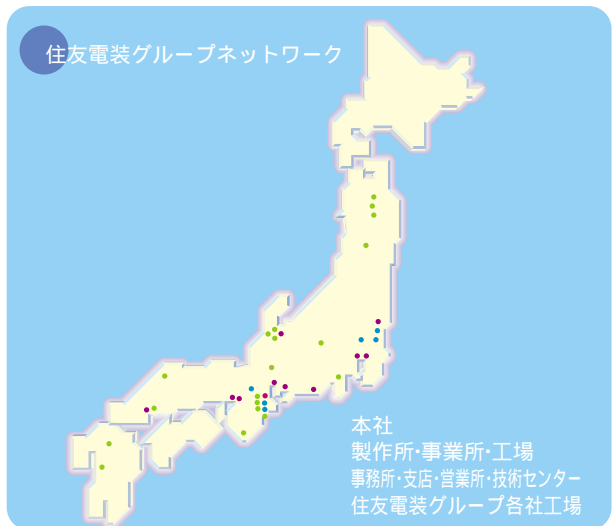 住友電装グループネットワーク
本社
製作所･事業所･工場
事務所･支店･営業所･技術センター
住友電装グループ各社工場